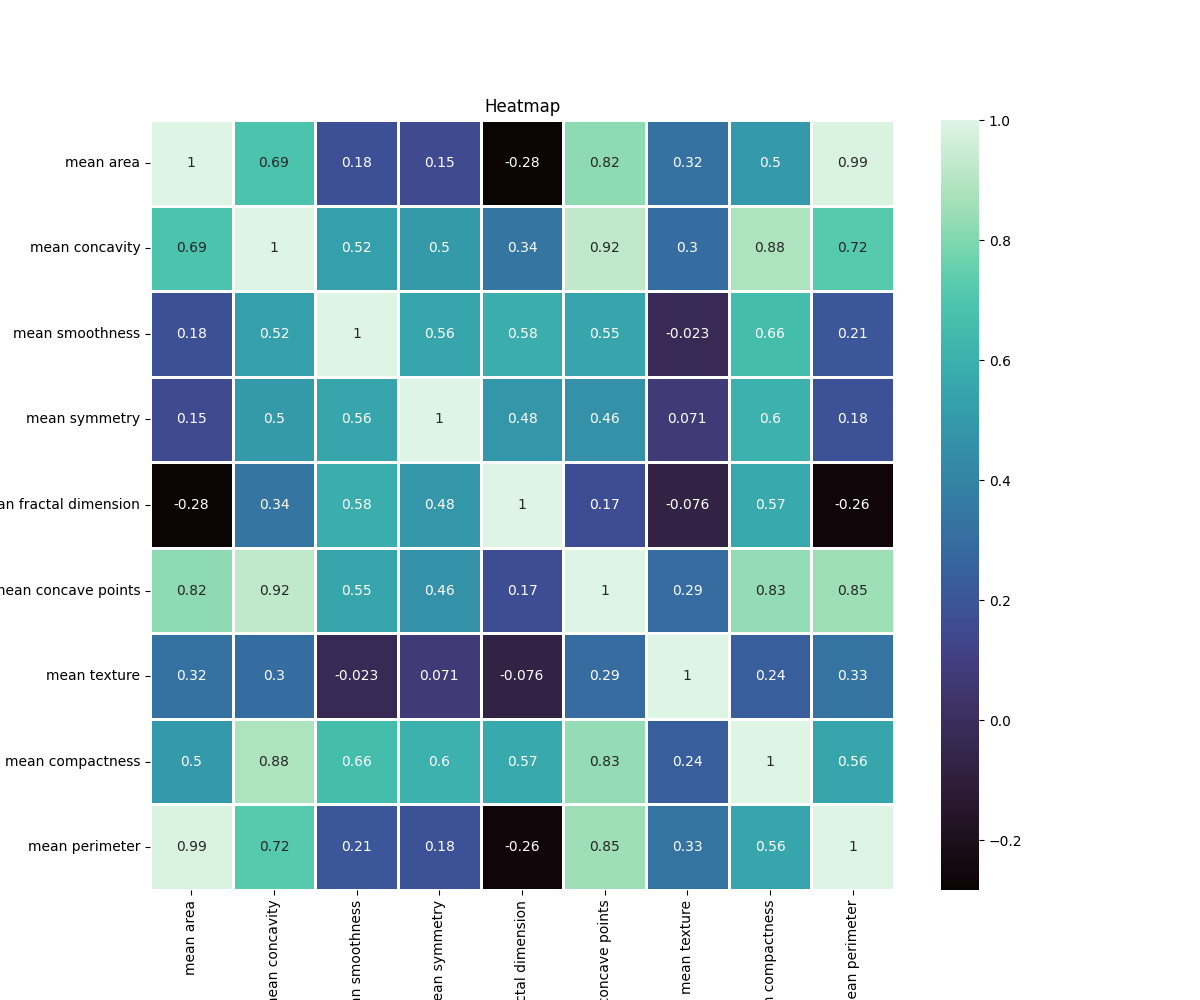 Heatmap
mean area 1 0.69 0.18 0.15 -0.28 0.82 0.32 0.5 0.99
mean concavity 0.69 1 0.52 0.5 0.34 0.92 0.3 0.88 0.72
mean smoothness 0.18 0.52 1 0.56 0.58 0.55 -0.023 0.66 0.21
mean symmetry 0.15 0.5 0.56 1 0.48 0.46 0.071 0.6 0.18
an fractal dimension -0.28 0.34 0.58 0.48 1 0.17 -0.076 0.57 -0.26
mean concave points 0.82 0.92 0.55 0.46 0.17 1 0.29 0.83 0.85
mean texture 0.32 0.3 -0.023 0.071 -0.076 0.29 1 0.24 0.33
mean compactness 0.5 0.88 0.66 0.6 0.57 0.83 0.24 1 0.56
mean perimeter 0.99 0.72 0.21 0.18 -0.26 0.85 0.33 0.56 1
mean area
mean concavity
an smoothness
ean symmetry
ctal dimension
concave points
mean texture
n compactness
ean perimeter
1.0
0.8
0.6
0.4
0.2
0.0
−0.2